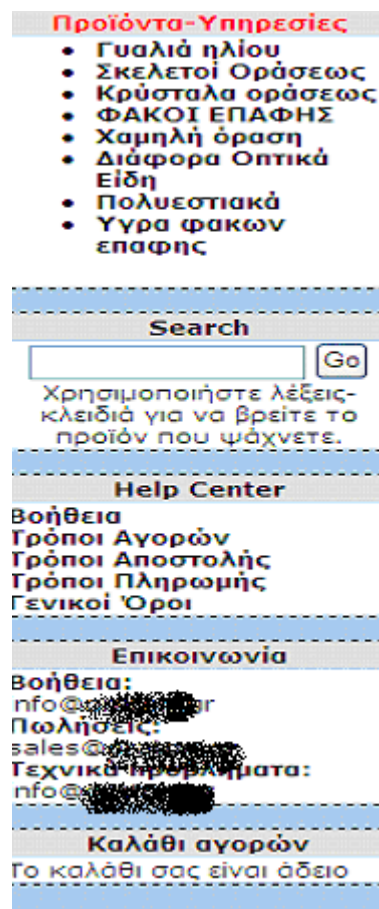 Προϊόντα-Υπηρεσίες
Γυαλιά ηλίου
Σκελετοί Οράσεως
Κρύσταλα οράσεως
ΦΑΚΟΙ ΕΠΑΦΗΣ
Χαμηλή όραση
Διάφορα Οπτικά
Είδη
Πολυεστιακά
Υγρα φακων
επαφης
Search
Go
Χρησιμοποιήστε λέξεις-
κλειδιά για να βρείτε το
προϊόν που ψάχνετε.
Help Center
Βοήθεια
Τρόποι Αγορών
Τρόποι Αποστολής
Τρόποι Πληρωμής
Γενικοί Όροι
Επικοινωνία
Βοήθεια:
info@ gr
Πωλήσεις:
sales@
Τεχνικά προβλήματα:
info@
Καλάθι αγορών
Το καλάθι σας είναι άδειο